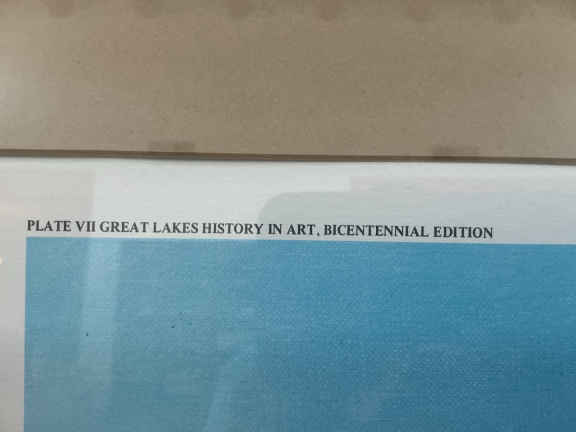 PLATE VII GREAT LAKES HISTORY IN ART, BICENTENNIAL EDITION